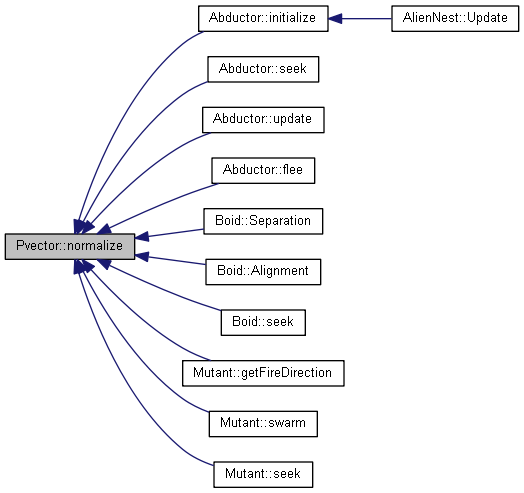 Abductor::initialize
AlienNest::Update
Abductor::seek
Abductor::update
Abductor::flee
Boid::Separation
Pvector::normalize
Boid::Alignment
Boid::seek
Mutant::getFireDirection
Mutant::swarm
Mutant::seek